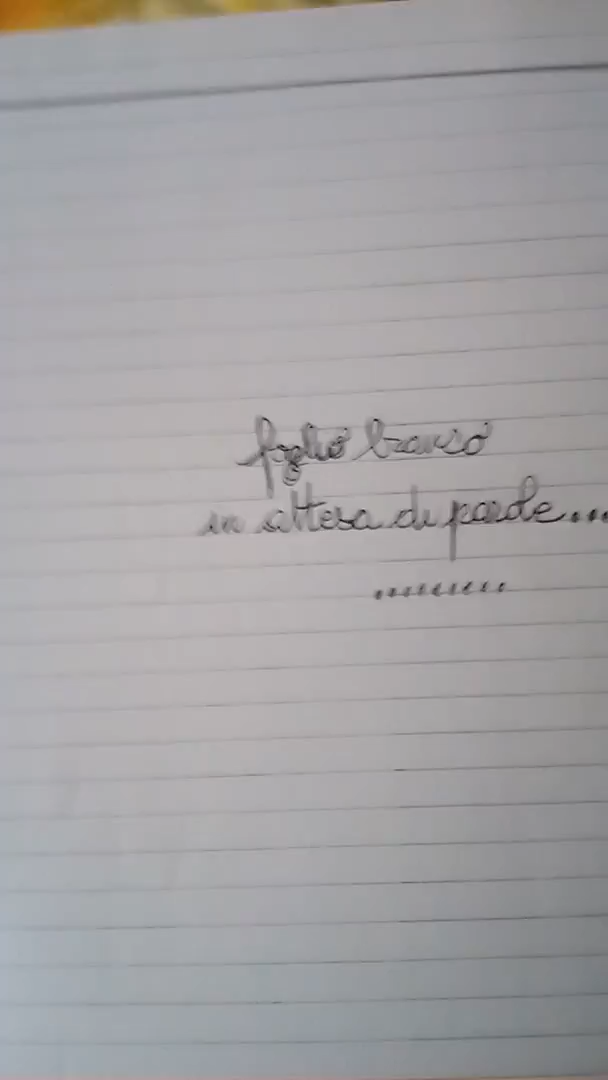 foglio bianco
in attesa di parole...
.........